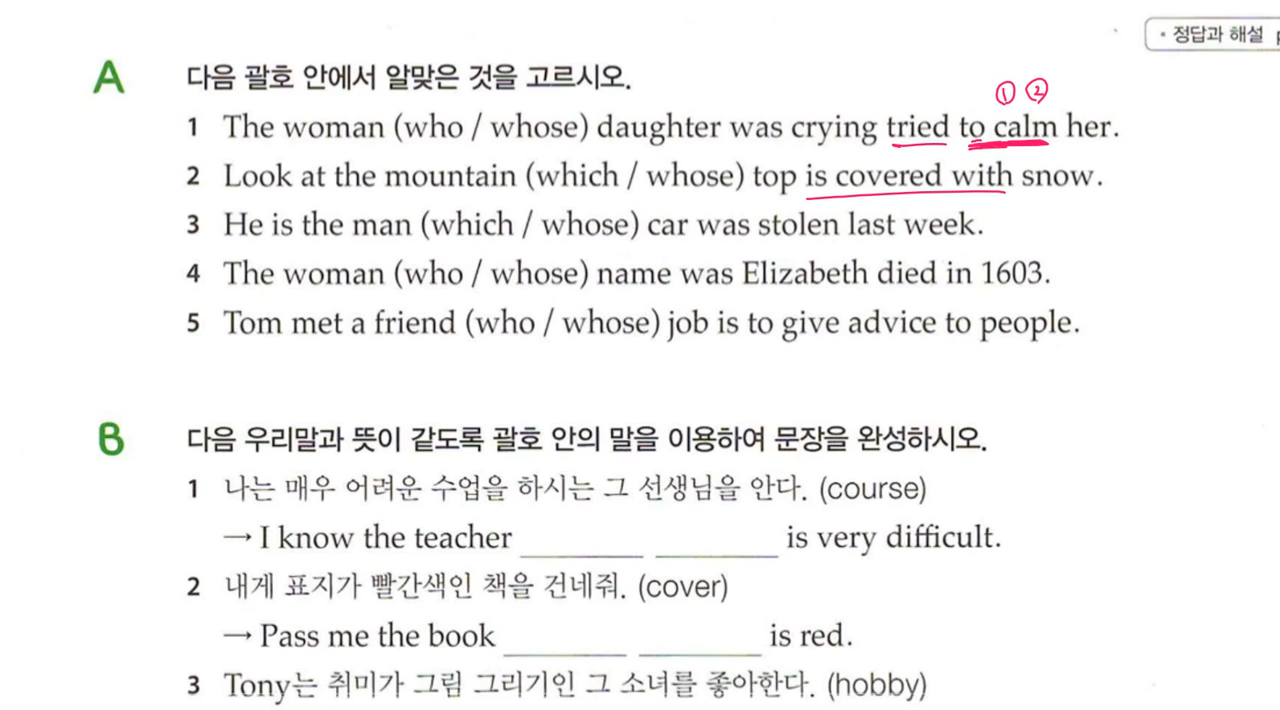 • 정답과 해설
A 다음 괄호 안에서 알맞은 것을 고르시오.
① ②
1 The woman (who / whose) daughter was crying tried to calm her.
2 Look at the mountain (which / whose) top is covered with snow.
3 He is the man (which / whose) car was stolen last week.
4 The woman (who / whose) name was Elizabeth died in 1603.
5 Tom met a friend (who / whose) job is to give advice to people.
B 다음 우리말과 뜻이 같도록 괄호 안의 말을 이용하여 문장을 완성하시오.
1 나는 매우 어려운 수업을 하시는 그 선생님을 안다. (course)
→ I know the teacher ________ ________ is very difficult.
2 내게 표지가 빨간색인 책을 건네줘. (cover)
→ Pass me the book ________ ________ is red.
3 Tony는 취미가 그림 그리기인 그 소녀를 좋아한다. (hobby)